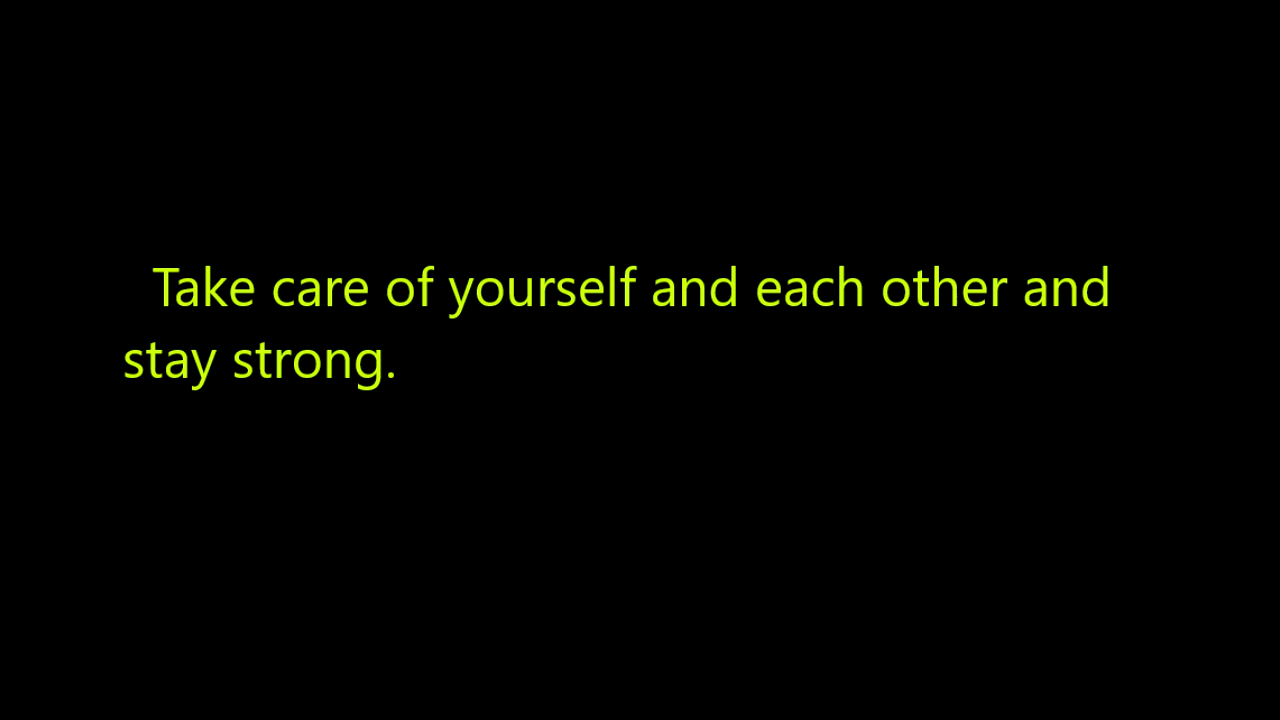 Take care of yourself and each other and
stay strong.